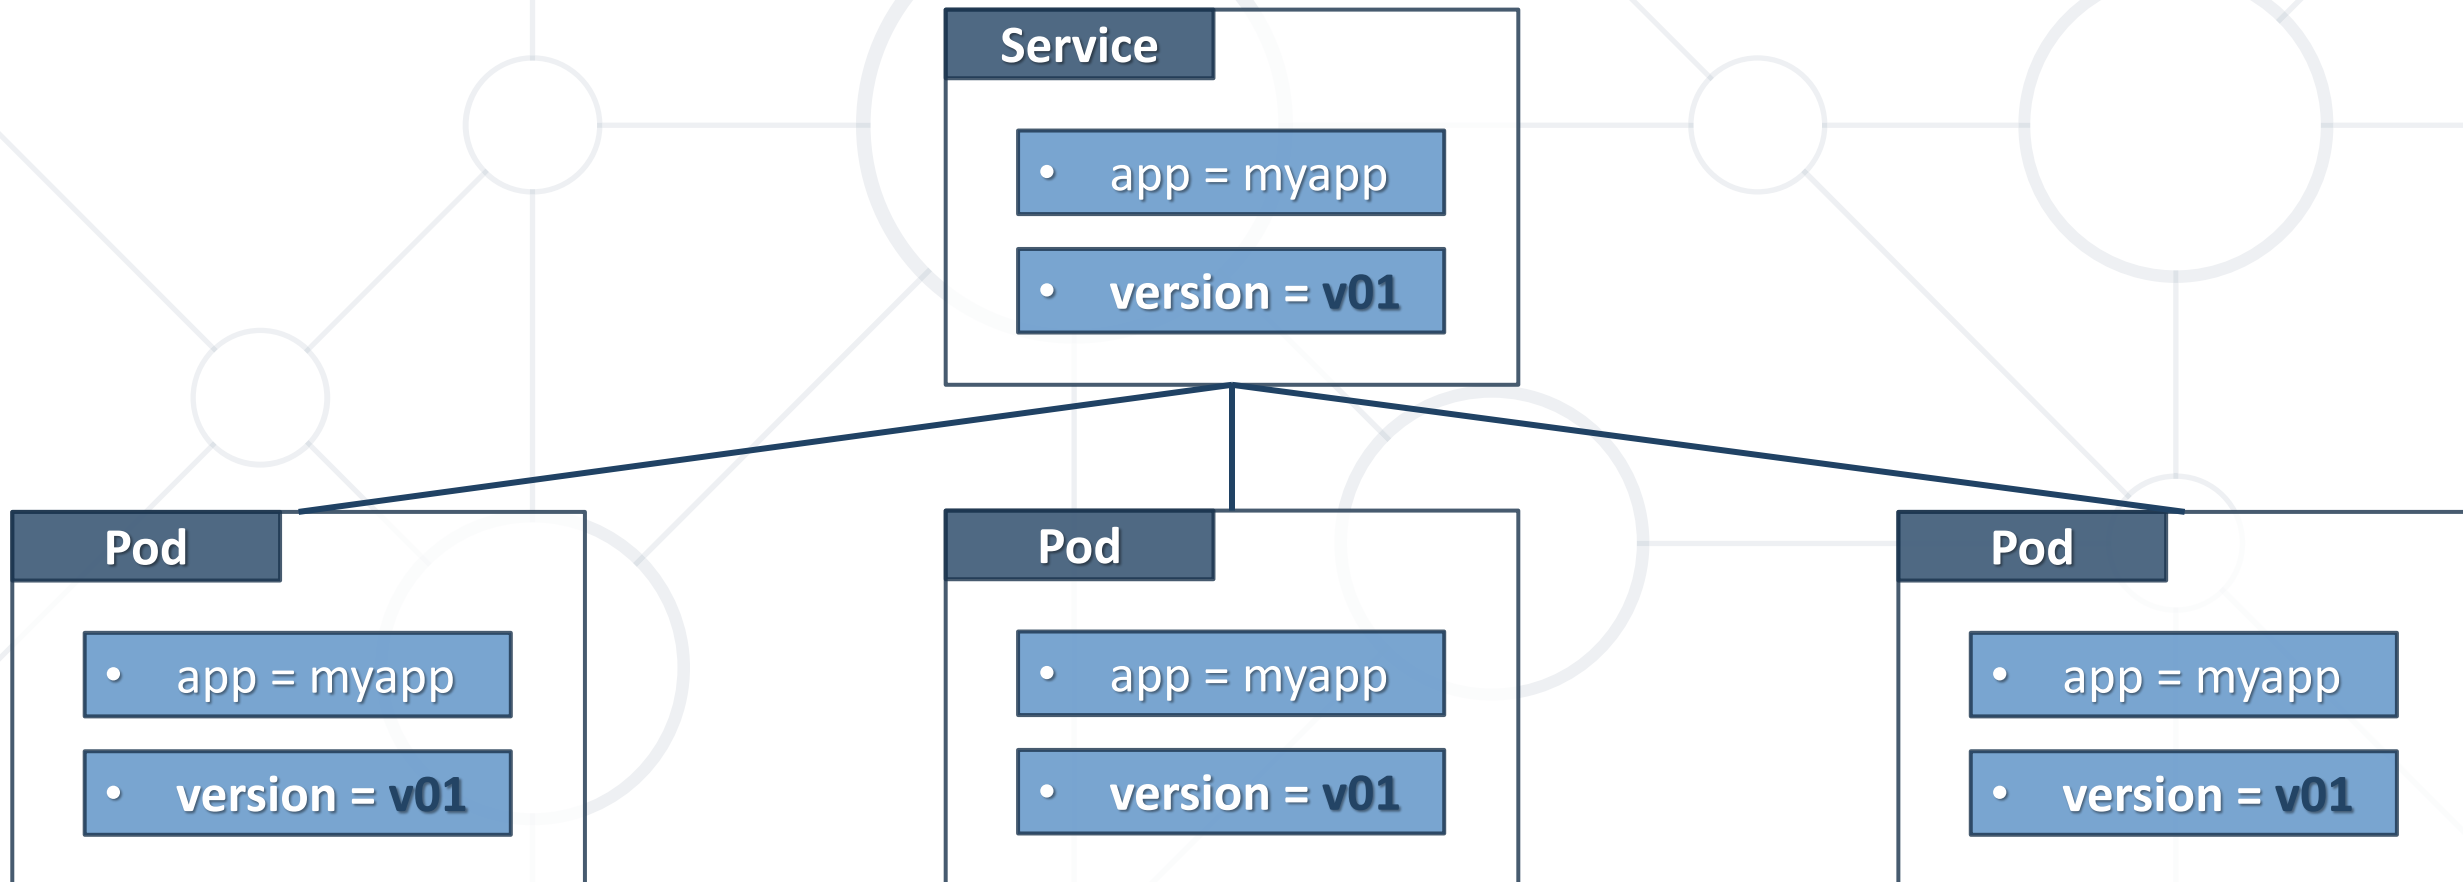 Service
• app = myapp
• version = v01
Pod
• app = myapp
• version = v01
Pod
• app = myapp
• version = v01
Pod
• app = myapp
• version = v01